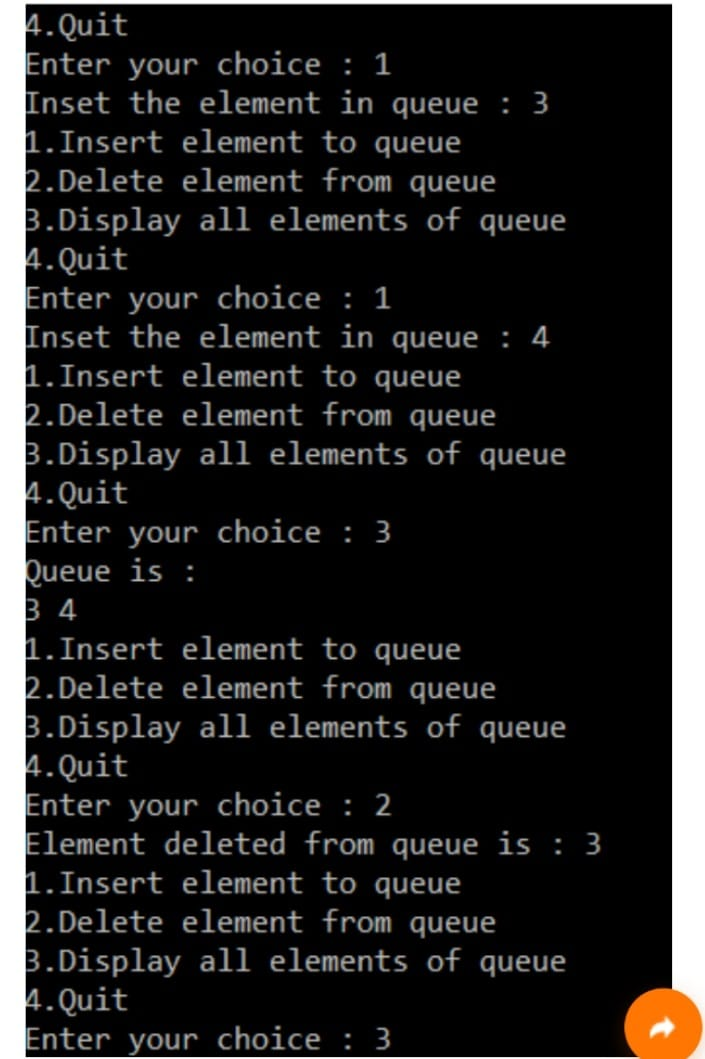 4.Quit
Enter your choice : 1
Inset the element in queue : 3
1.Insert element to queue
2.Delete element from queue
3.Display all elements of queue
4.Quit
Enter your choice : 1
Inset the element in queue : 4
1.Insert element to queue
2.Delete element from queue
3.Display all elements of queue
4.Quit
Enter your choice : 3
Queue is :
3 4
1.Insert element to queue
2.Delete element from queue
3.Display all elements of queue
4.Quit
Enter your choice : 2
Element deleted from queue is : 3
1.Insert element to queue
2.Delete element from queue
3.Display all elements of queue
4.Quit
Enter your choice : 3